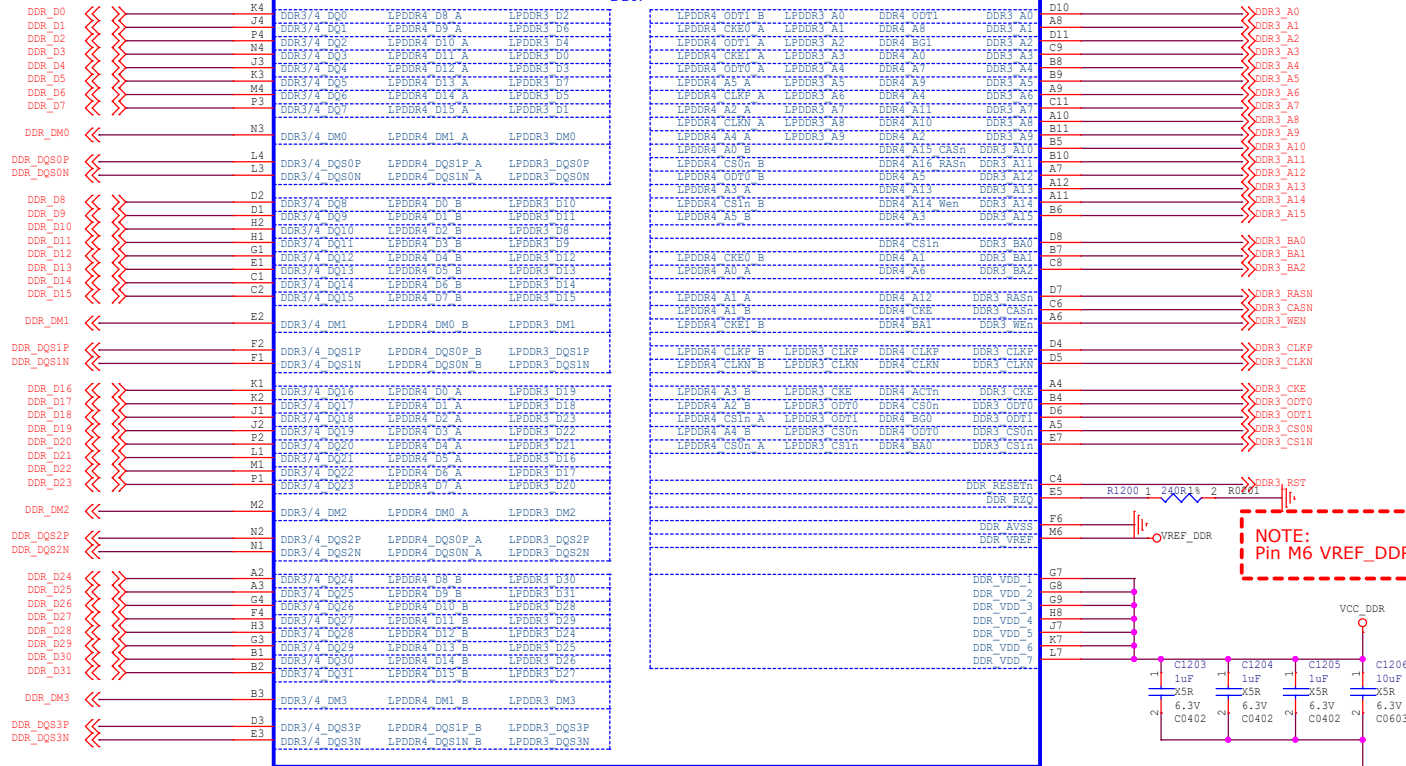 DDR_D0 K4 DDR3/4_DQ0 LPDDR4_D8_A LPDDR3_D2
DDR_D1 J4 DDR3/4_DQ1 LPDDR4_D9_A LPDDR3_D6
DDR_D2 P4 DDR3/4_DQ2 LPDDR4_D10_A LPDDR3_D4
DDR_D3 N4 DDR3/4_DQ3 LPDDR4_D11_A LPDDR3_D0
DDR_D4 J3 DDR3/4_DQ4 LPDDR4_D12_A LPDDR3_D3
DDR_D5 K3 DDR3/4_DQ5 LPDDR4_D13_A LPDDR3_D7
DDR_D6 M4 DDR3/4_DQ6 LPDDR4_D14_A LPDDR3_D5
DDR_D7 P3 DDR3/4_DQ7 LPDDR4_D15_A LPDDR3_D1
DDR_DM0 N3 DDR3/4_DM0 LPDDR4_DM1_A LPDDR3_DM0
DDR_DQS0P L4 DDR3/4_DQS0P LPDDR4_DQS1P_A LPDDR3_DQS0P
DDR_DQS0N L3 DDR3/4_DQS0N LPDDR4_DQS1N_A LPDDR3_DQS0N
DDR_D8 D2 DDR3/4_DQ8 LPDDR4_D0_B LPDDR3_D10
DDR_D9 D1 DDR3/4_DQ9 LPDDR4_D1_B LPDDR3_D11
DDR_D10 H2 DDR3/4_DQ10 LPDDR4_D2_B LPDDR3_D8
DDR_D11 H1 DDR3/4_DQ11 LPDDR4_D3_B LPDDR3_D9
DDR_D12 G1 DDR3/4_DQ12 LPDDR4_D4_B LPDDR3_D12
DDR_D13 E1 DDR3/4_DQ13 LPDDR4_D5_B LPDDR3_D13
DDR_D14 C1 DDR3/4_DQ14 LPDDR4_D6_B LPDDR3_D14
DDR_D15 C2 DDR3/4_DQ15 LPDDR4_D7_B LPDDR3_D15
DDR_DM1 E2 DDR3/4_DM1 LPDDR4_DM0_B LPDDR3_DM1
DDR_DQS1P F2 DDR3/4_DQS1P LPDDR4_DQS0P_B LPDDR3_DQS1P
DDR_DQS1N F1 DDR3/4_DQS1N LPDDR4_DQS0N_B LPDDR3_DQS1N
DDR_D16 K1 DDR3/4_DQ16 LPDDR4_D0_A LPDDR3_D19
DDR_D17 K2 DDR3/4_DQ17 LPDDR4_D1_A LPDDR3_D18
DDR_D18 J1 DDR3/4_DQ18 LPDDR4_D2_A LPDDR3_D23
DDR_D19 J2 DDR3/4_DQ19 LPDDR4_D3_A LPDDR3_D22
DDR_D20 P2 DDR3/4_DQ20 LPDDR4_D4_A LPDDR3_D21
DDR_D21 L1 DDR3/4_DQ21 LPDDR4_D5_A LPDDR3_D16
DDR_D22 M1 DDR3/4_DQ22 LPDDR4_D6_A LPDDR3_D17
DDR_D23 P1 DDR3/4_DQ23 LPDDR4_D7_A LPDDR3_D20
DDR_DM2 M2 DDR3/4_DM2 LPDDR4_DM0_A LPDDR3_DM2
DDR_DQS2P N2 DDR3/4_DQS2P LPDDR4_DQS0P_A LPDDR3_DQS2P
DDR_DQS2N N1 DDR3/4_DQS2N LPDDR4_DQS0N_A LPDDR3_DQS2N
DDR_D24 A2 DDR3/4_DQ24 LPDDR4_D8_B LPDDR3_D30
DDR_D25 A3 DDR3/4_DQ25 LPDDR4_D9_B LPDDR3_D31
DDR_D26 G4 DDR3/4_DQ26 LPDDR4_D10_B LPDDR3_D28
DDR_D27 F4 DDR3/4_DQ27 LPDDR4_D11_B LPDDR3_D29
DDR_D28 H3 DDR3/4_DQ28 LPDDR4_D12_B LPDDR3_D24
DDR_D29 G3 DDR3/4_DQ29 LPDDR4_D13_B LPDDR3_D25
DDR_D30 B1 DDR3/4_DQ30 LPDDR4_D14_B LPDDR3_D26
DDR_D31 B2 DDR3/4_DQ31 LPDDR4_D15_B LPDDR3_D27
DDR_DM3 B3 DDR3/4_DM3 LPDDR4_DM1_B LPDDR3_DM3
DDR_DQS3P D3 DDR3/4_DQS3P LPDDR4_DQS1P_B LPDDR3_DQS3P
DDR_DQS3N E3 DDR3/4_DQS3N LPDDR4_DQS1N_B LPDDR3_DQS3N
LPDDR4_ODT1_B LPDDR3_A0 DDR4_ODT1 DDR3_A0 D10 DDR3_A0
LPDDR4_CKE0_A LPDDR3_A1 DDR4_A8 DDR3_A1 A8 DDR3_A1
LPDDR4_ODT1_A LPDDR3_A2 DDR4_BG1 DDR3_A2 D11 DDR3_A2
LPDDR4_CKE1_A LPDDR3_A3 DDR4_A0 DDR3_A3 C9 DDR3_A3
LPDDR4_ODT0_A LPDDR3_A4 DDR4_A7 DDR3_A4 B8 DDR3_A4
LPDDR4_A5_A LPDDR3_A5 DDR4_A9 DDR3_A5 B9 DDR3_A5
LPDDR4_CLKP_A LPDDR3_A6 DDR4_A4 DDR3_A6 A9 DDR3_A6
LPDDR4_A2_A LPDDR3_A7 DDR4_A11 DDR3_A7 C11 DDR3_A7
LPDDR4_CLKN_A LPDDR3_A8 DDR4_A10 DDR3_A8 A10 DDR3_A8
LPDDR4_A4_A LPDDR3_A9 DDR4_A2 DDR3_A9 B11 DDR3_A9
LPDDR4_A0_B DDR4_A15_CASn DDR3_A10 B5 DDR3_A10
LPDDR4_CS0n_B DDR4_A16_RASn DDR3_A11 B10 DDR3_A11
LPDDR4_ODT0_B DDR4_A5 DDR3_A12 A7 DDR3_A12
LPDDR4_A3_A DDR4_A13 DDR3_A13 A12 DDR3_A13
LPDDR4_CS1n_B DDR4_A14_Wen DDR3_A14 A11 DDR3_A14
LPDDR4_A5_B DDR4_A3 DDR3_A15 B6 DDR3_A15
DDR4_CS1n DDR3_BA0 D8 DDR3_BA0
LPDDR4_CKE0_B DDR4_A1 DDR3_BA1 B7 DDR3_BA1
LPDDR4_A0_A DDR4_A6 DDR3_BA2 C8 DDR3_BA2
LPDDR4_A1_A DDR4_A12 DDR3_RASn D7 DDR3_RASN
LPDDR4_A1_B DDR4_CKE DDR3_CASn C6 DDR3_CASN
LPDDR4_CKE1_B DDR4_BA1 DDR3_WEn A6 DDR3_WEN
LPDDR4_CLKP_B LPDDR3_CLKP DDR4_CLKP DDR3_CLKP D4 DDR3_CLKP
LPDDR4_CLKN_B LPDDR3_CLKN DDR4_CLKN DDR3_CLKN D5 DDR3_CLKN
LPDDR4_A3_B LPDDR3_CKE DDR4_ACTn DDR3_CKE A4 DDR3_CKE
LPDDR4_A2_B LPDDR3_ODT0 DDR4_CS0n DDR3_ODT0 B4 DDR3_ODT0
LPDDR4_CS1n_A LPDDR3_ODT1 DDR4_BG0 DDR3_ODT1 D6 DDR3_ODT1
LPDDR4_A4_B LPDDR3_CS0n DDR4_ODT0 DDR3_CS0n A5 DDR3_CS0N
LPDDR4_CS0n_A LPDDR3_CS1n DDR4_BA0 DDR3_CS1n E7 DDR3_CS1N
DDR_RESETn C4 DDR3_RST
DDR_RZQ E5 R1200 1 240R1% 2 R0201
DDR_AVSS F6
DDR_VREF M6 VREF_DDR
NOTE:
Pin M6 VREF_DDR
DDR_VDD_1 G7
DDR_VDD_2 G8
DDR_VDD_3 G9
DDR_VDD_4 H8
DDR_VDD_5 J7
DDR_VDD_6 K7
DDR_VDD_7 L7
VCC_DDR
C1203 C1204 C1205 C1206
1 1uF 1 1uF 1 1uF 1 10uF
X5R X5R X5R X5R
2 6.3V 2 6.3V 2 6.3V 2 6.3V
C0402 C0402 C0402 C0603